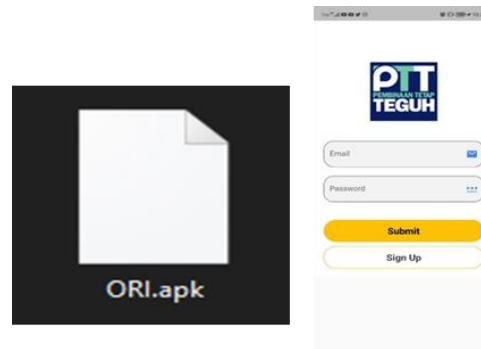 ORI.apk
PTT
PEMBINAAN TETAP
TEGUH
Email
Password
Submit
Sign Up